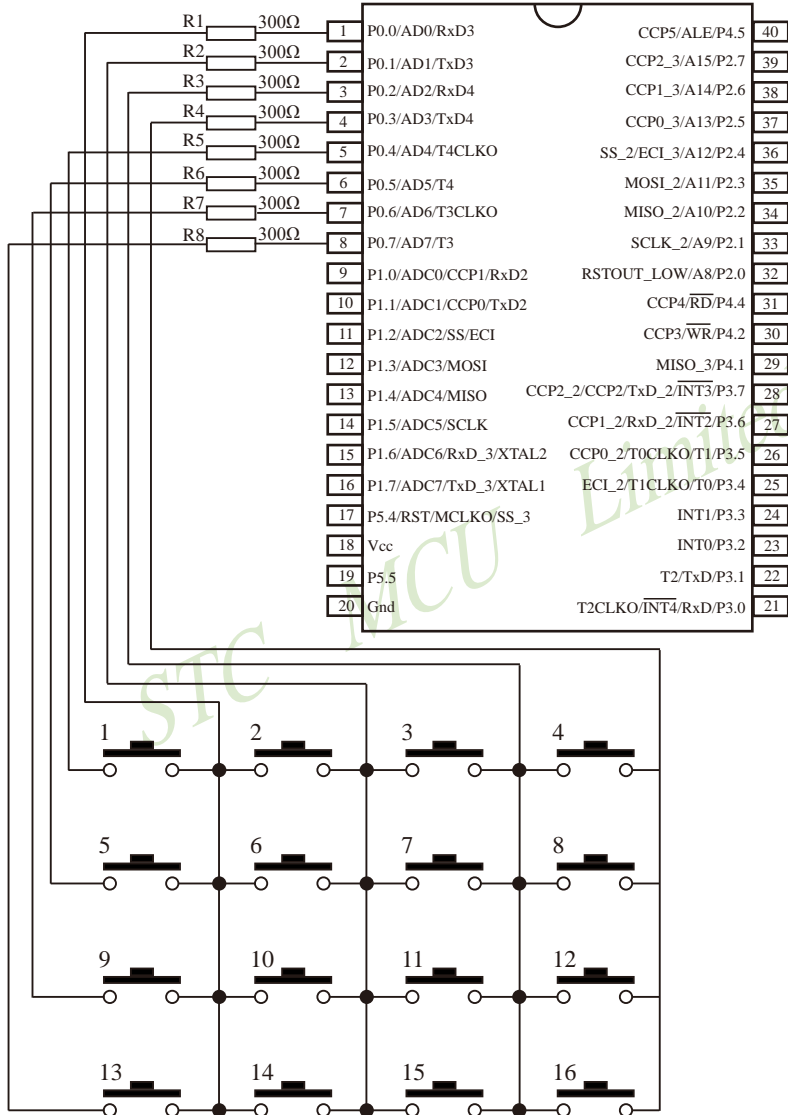 R1 300Ω 1 P0.0/AD0/RxD3 CCP5/ALE/P4.5 40
R2 300Ω 2 P0.1/AD1/TxD3 CCP2_3/A15/P2.7 39
R3 300Ω 3 P0.2/AD2/RxD4 CCP1_3/A14/P2.6 38
R4 300Ω 4 P0.3/AD3/TxD4 CCP0_3/A13/P2.5 37
R5 300Ω 5 P0.4/AD4/T4CLKO SS_2/ECI_3/A12/P2.4 36
R6 300Ω 6 P0.5/AD5/T4 MOSI_2/A11/P2.3 35
R7 300Ω 7 P0.6/AD6/T3CLKO MISO_2/A10/P2.2 34
R8 300Ω 8 P0.7/AD7/T3 SCLK_2/A9/P2.1 33
9 P1.0/ADC0/CCP1/RxD2 RSTOUT_LOW/A8/P2.0 32
10 P1.1/ADC1/CCP0/TxD2 CCP4/RD/P4.4 31
11 P1.2/ADC2/SS/ECI CCP3/WR/P4.2 30
12 P1.3/ADC3/MOSI MISO_3/P4.1 29
13 P1.4/ADC4/MISO CCP2_2/CCP2/TxD_2/INT3/P3.7 28
14 P1.5/ADC5/SCLK CCP1_2/RxD_2/INT2/P3.6 27
15 P1.6/ADC6/RxD_3/XTAL2 CCP0_2/T0CLKO/T1/P3.5 26
16 P1.7/ADC7/TxD_3/XTAL1 ECI_2/T1CLKO/T0/P3.4 25
17 P5.4/RST/MCLKO/SS_3 INT1/P3.3 24
18 Vcc INT0/P3.2 23
19 P5.5 T2/TxD/P3.1 22
20 Gnd T2CLKO/INT4/RxD/P3.0 21
STC MCU Limited
1 2 3 4
5 6 7 8
9 10 11 12
13 14 15 16